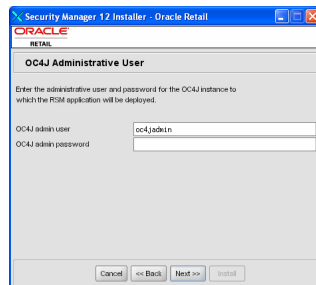 Security Manager 12 Installer - Oracle Retail
ORACLE
RETAIL
OC4J Administrative User
Enter the administrative user and password for the OC4J instance to
which the RSM application will be deployed.
OC4J admin user
oc4jadmin
OC4J admin password
Cancel
<< Back
Next >>
Install